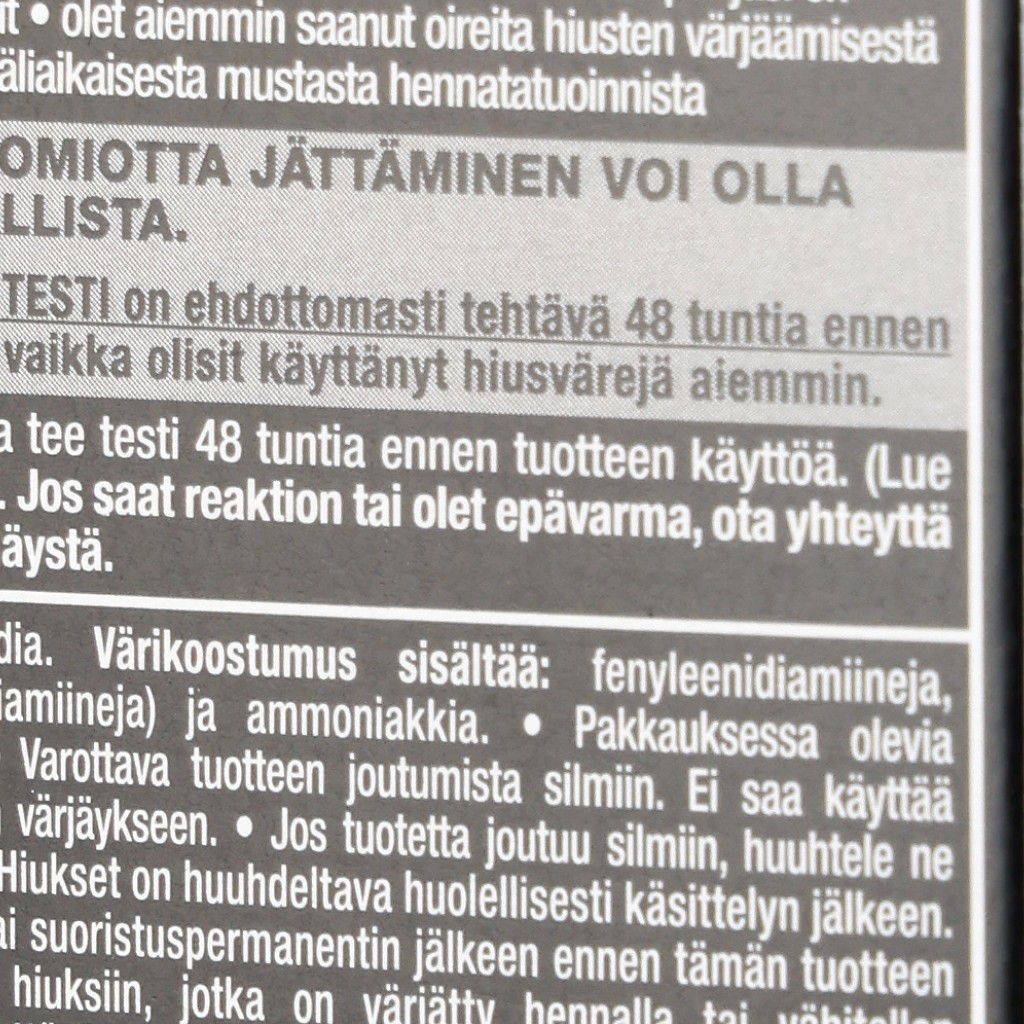 • olet aiemmin saanut oireita hiusten värjäämisestä
äliaikaisesta mustasta hennatatuoinnista
OMIOTTA JÄTTÄMINEN VOI OLLA
LLISTA.
TESTI on ehdottomasti tehtävä 48 tuntia ennen
vaikka olisit käyttänyt hiusvärejä aiemmin.
a tee testi 48 tuntia ennen tuotteen käyttöä. (Lue
. Jos saat reaktion tai olet epävarma, ota yhteyttä
äystä.
dia. Värikoostumus sisältää: fenyleenidiamiineja,
iamiineja) ja ammoniakkia. • Pakkauksessa olevia
Varottava tuotteen joutumista silmiin. Ei saa käyttää
värjäykseen. • Jos tuotetta joutuu silmiin, huuhtele ne
Hiukset on huuhdeltava huolellisesti käsittelyn jälkeen.
ai suoristuspermanentin jälkeen ennen tämän tuotteen
hiuksiin, jotka on värjätty hennalla tai